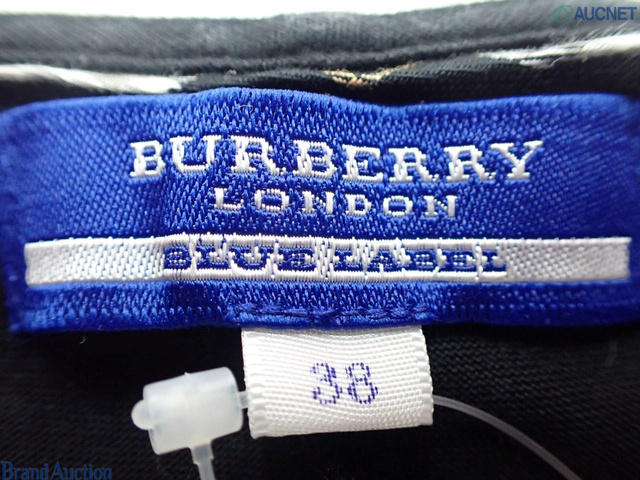 AUCNET
BURBERRY
LONDON
BLUE LABEL
38
Brand Auction